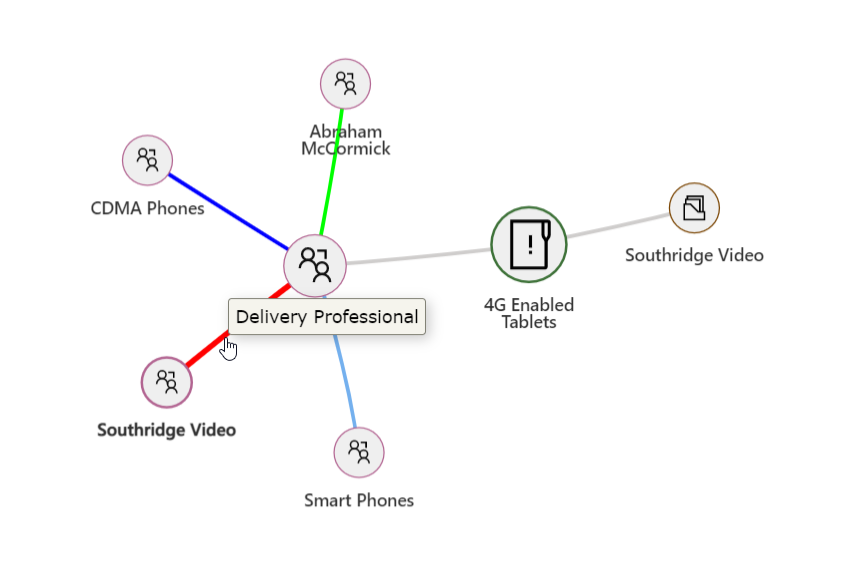 Abraham
McCormick
CDMA Phones
Southridge Video
4G Enabled
Tablets
Delivery Professional
Southridge Video
Smart Phones